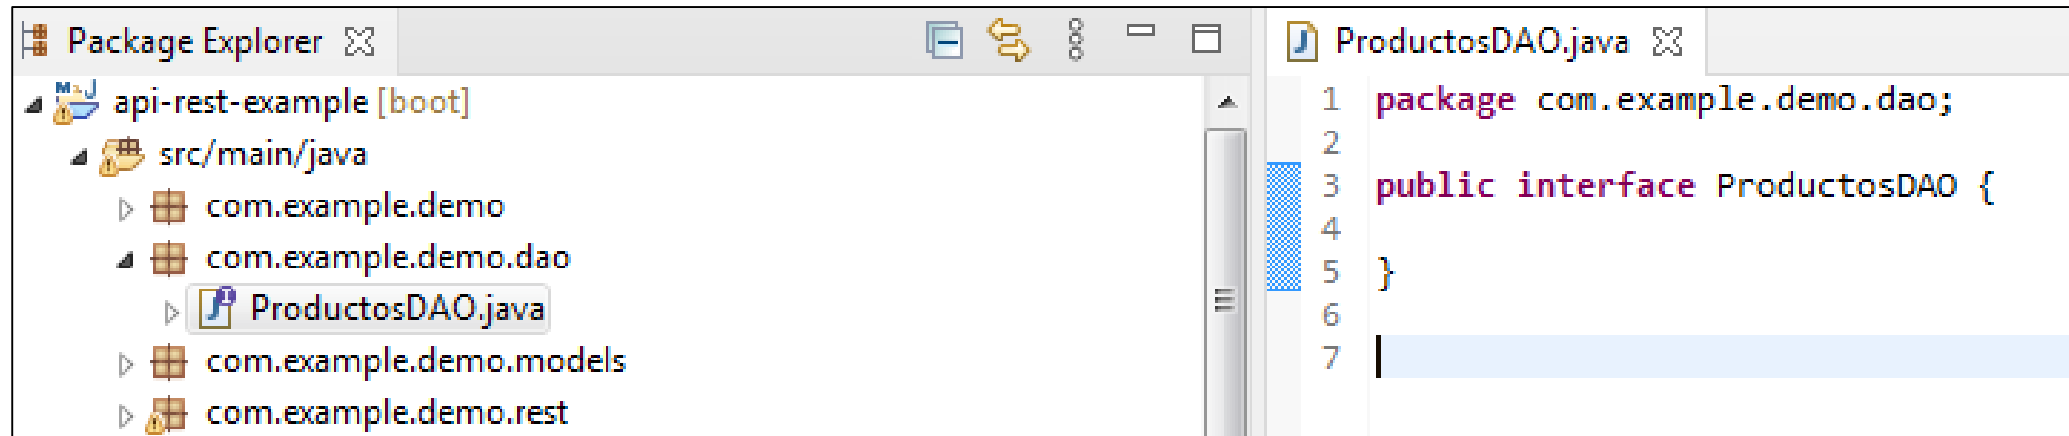 Package Explorer
api-rest-example [boot]
src/main/java
com.example.demo
com.example.demo.dao
ProductosDAO.java
com.example.demo.models
com.example.demo.rest
ProductosDAO.java
1 package com.example.demo.dao;
2
3 public interface ProductosDAO {
4
5 }
6
7